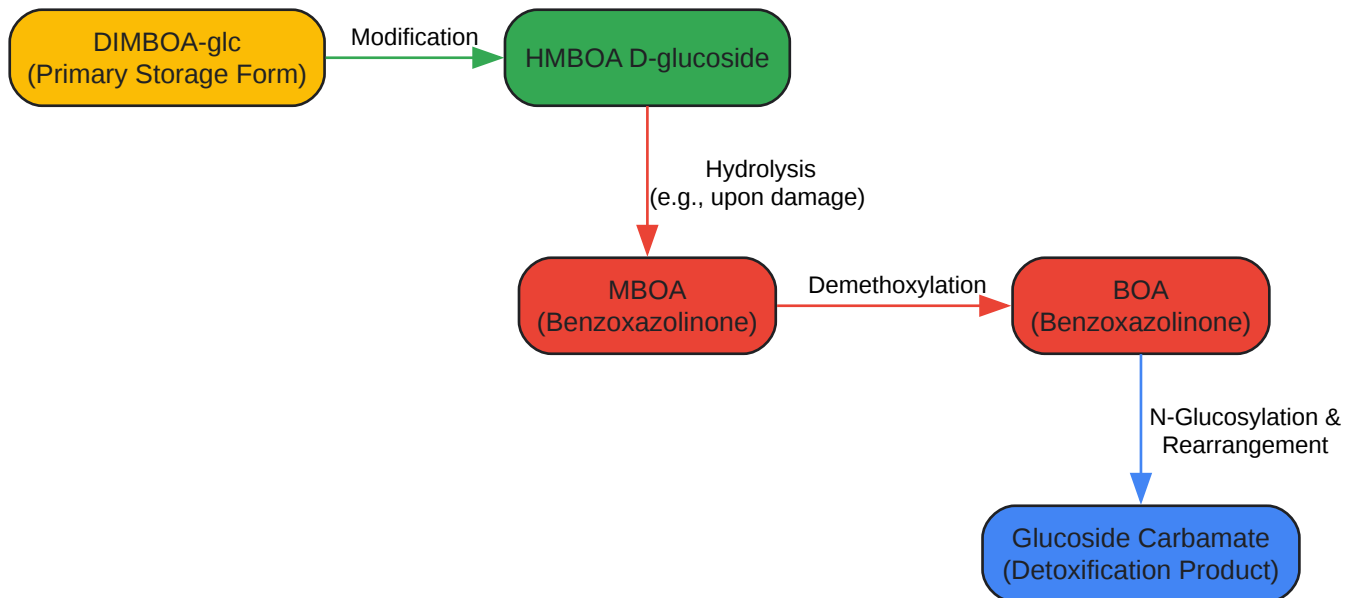 DIMBOA-glc
(Primary Storage Form)
Modification
HMBOA D-glucoside
Hydrolysis
(e.g., upon damage)
MBOA
(Benzoxazolinone)
Demethoxylation
BOA
(Benzoxazolinone)
N-Glucosylation &
Rearrangement
Glucoside Carbamate
(Detoxification Product)